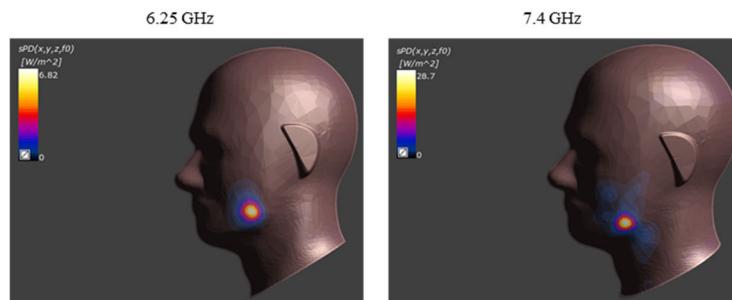 6.25 GHz
7.4 GHz
sPD(x,y,z,f0)
[W/m^2]
6.82
0
sPD(x,y,z,f0)
[W/m^2]
28.7
0